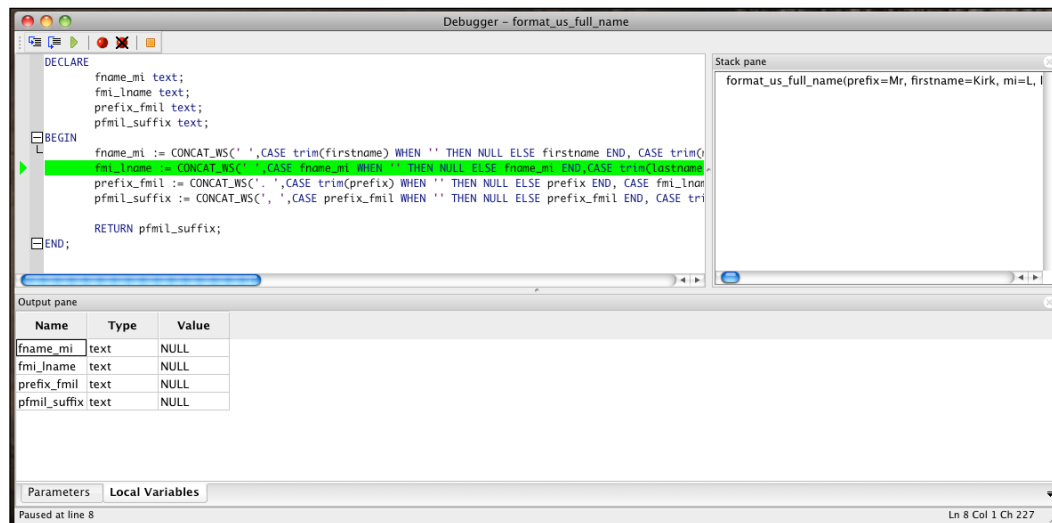 Debugger - format_us_full_name
DECLARE
fname_mi text;
fmi_lname text;
prefix_fmil text;
pfmil_suffix text;
BEGIN
fname_mi := CONCAT_WS(' ',CASE trim(firstname) WHEN '' THEN NULL ELSE firstname END, CASE trim(
fmi_lname := CONCAT_WS(' ',CASE fname_mi WHEN '' THEN NULL ELSE fname_mi END,CASE trim(lastname
prefix_fmil := CONCAT_WS('. ',CASE trim(prefix) WHEN '' THEN NULL ELSE prefix END, CASE fmi_lnam
pfmil_suffix := CONCAT_WS(', ',CASE prefix_fmil WHEN '' THEN NULL ELSE prefix_fmil END, CASE tri
RETURN pfmil_suffix;
END;
Stack pane
format_us_full_name(prefix=Mr, firstname=Kirk, mi=L,
Output pane
Name Type Value
fname_mi text NULL
fmi_lname text NULL
prefix_fmil text NULL
pfmil_suffix text NULL
Parameters Local Variables
Paused at line 8
Ln 8 Col 1 Ch 227